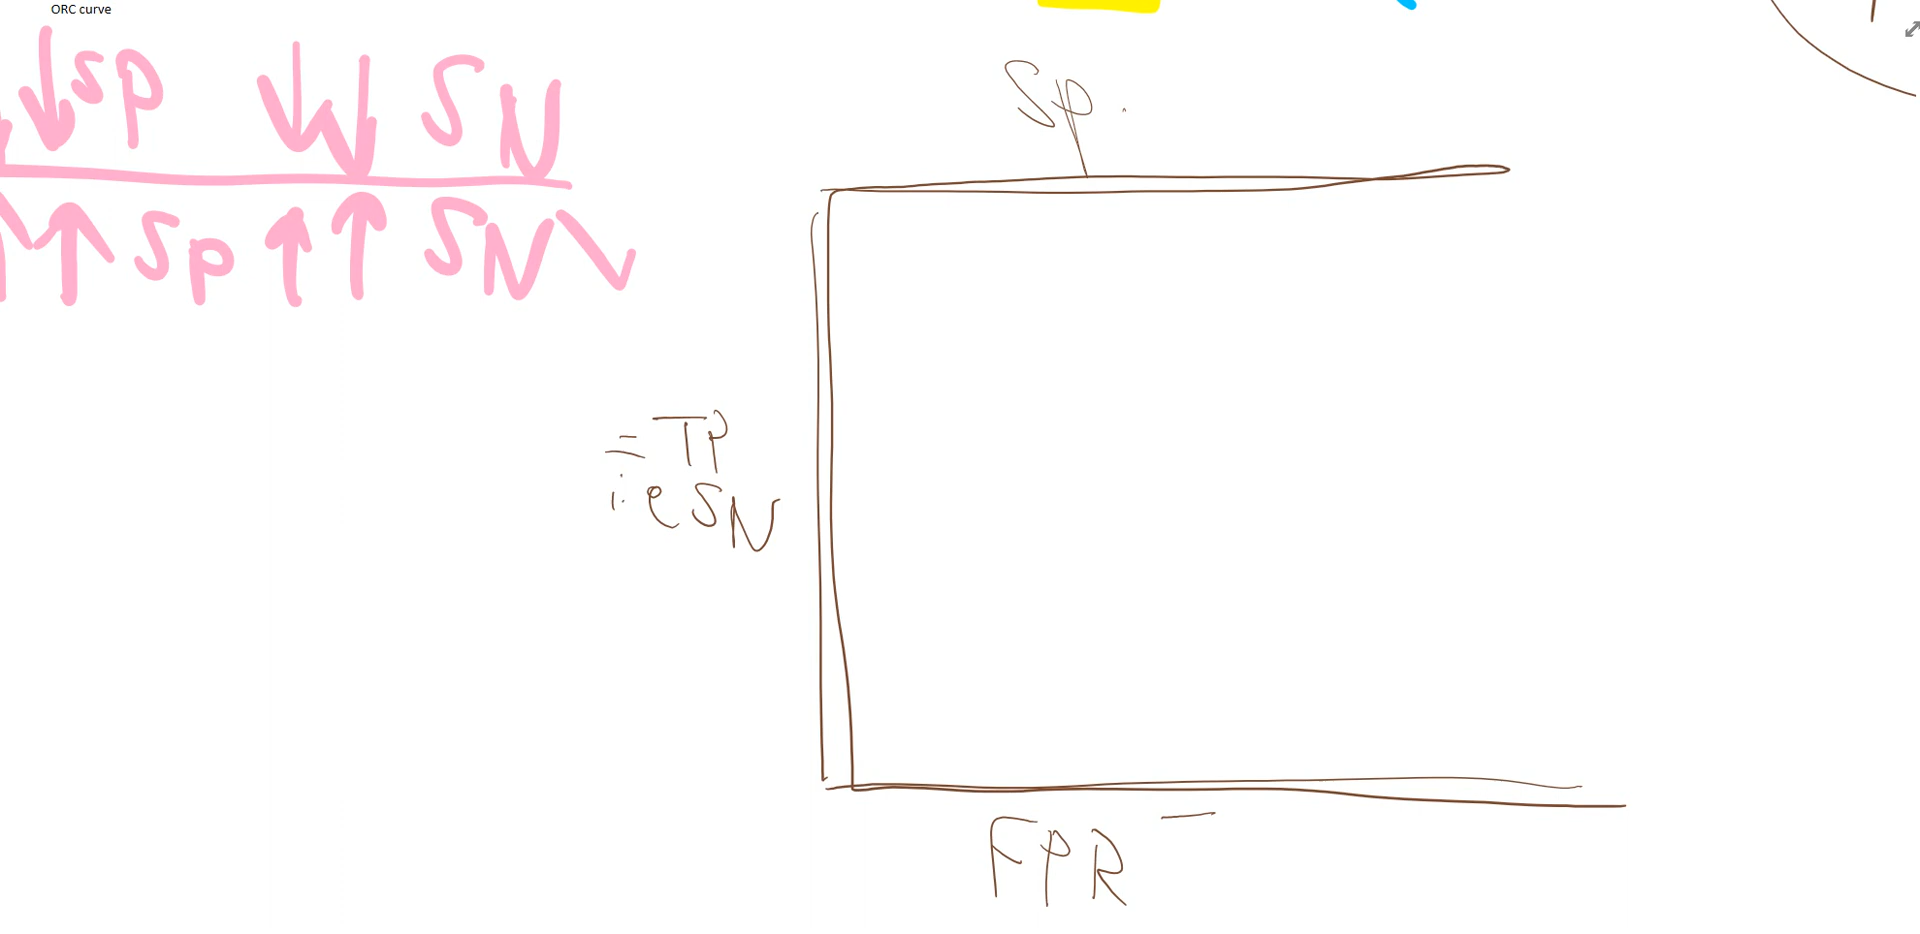 ORC curve
↓↓sp ↓↓ SN
↑↑ Sp ↑↑ SN
Sp.
= TP
i.e SN
FPR -